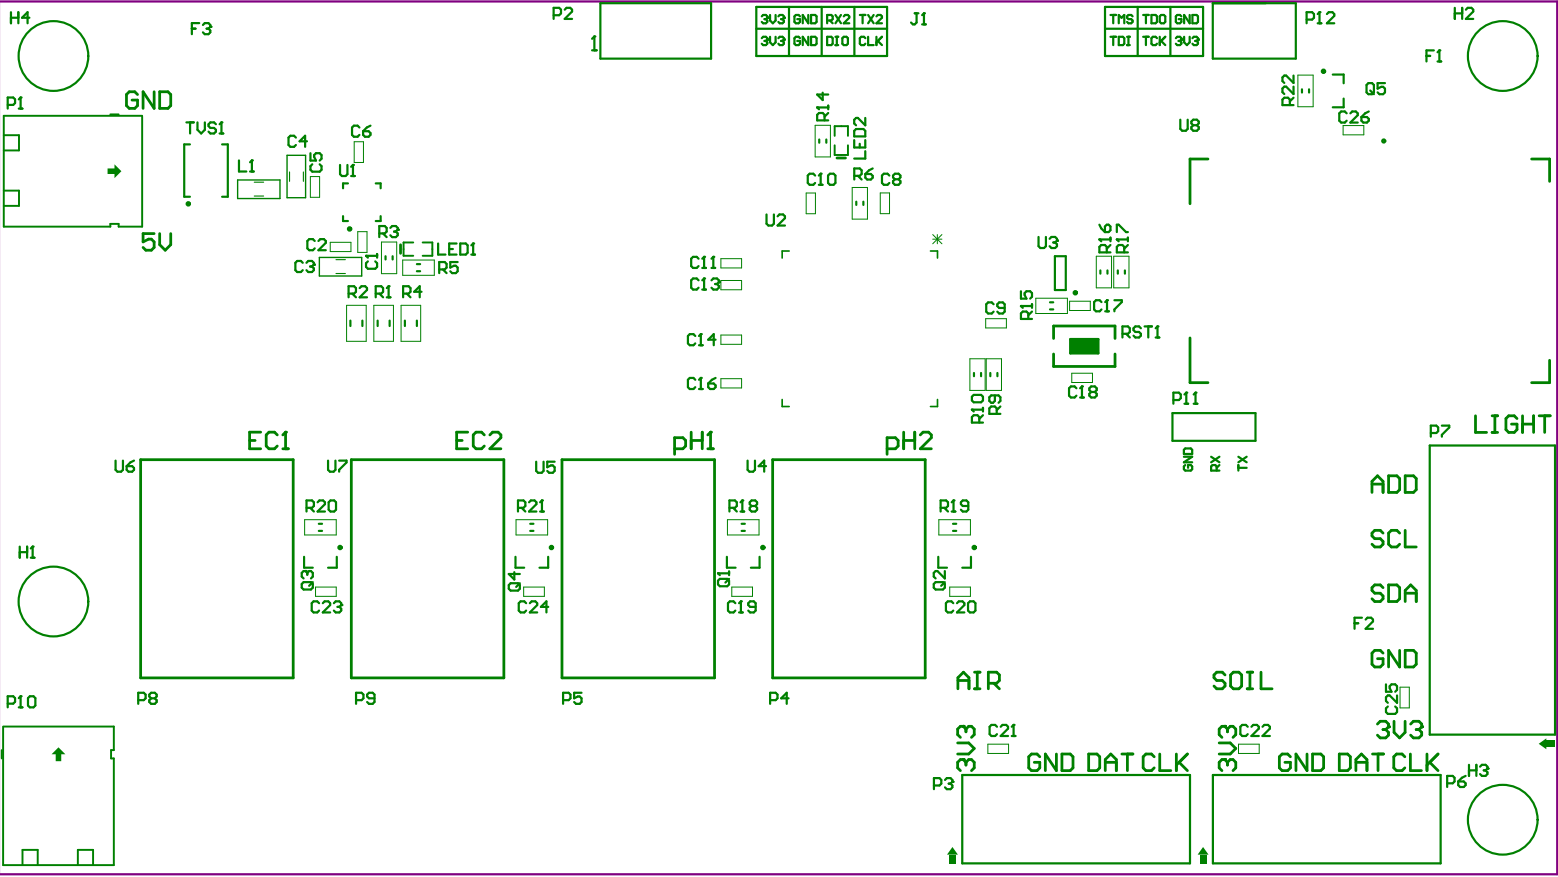 H4
F3
P2
3V3 GND RX2 TX2
3V3 GND DIO CLK
J1
TMS TDO GND
TDI TCK 3V3
P12
H2
F1
1
P1
GND
TVS1
C4
C6
C5
L1
U1
R14
LED2
C10
R6
C8
U2
R22
Q5
C26
U8
5V
C2
C3
C1
R3
LED1
R5
R2
R1
R4
C11
C13
C14
C16
C9
U3
R16
R17
R15
C17
RST1
C18
R10
R9
P11
GND
RX
TX
P7
LIGHT
EC1
EC2
pH1
pH2
U6
U7
U5
U4
ADD
SCL
SDA
GND
3V3
F2
C25
R20
R21
R18
R19
H1
Q3
Q4
Q1
Q2
C23
C24
C19
C20
P10
P8
P9
P5
P4
AIR
SOIL
C21
C22
3V3
GND DAT CLK
3V3
GND DAT CLK
P3
P6
H3